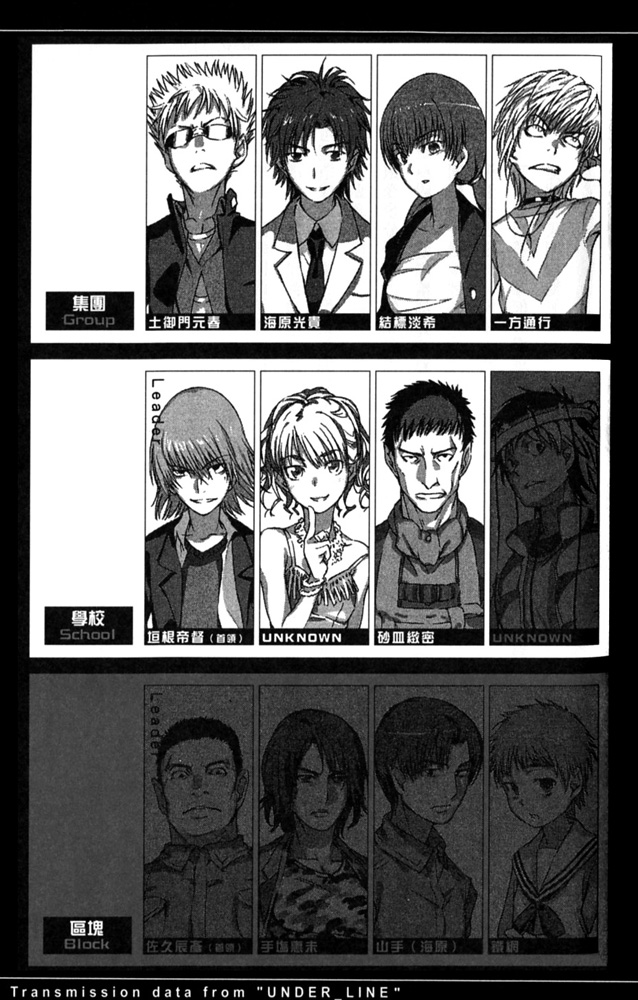 集團
Group
土御門元春
海原光貴
結標淡希
一方通行
Leader
學校
School
垣根帝督（首領）
UNKNOWN
砂皿緻密
UNKNOWN
Leader
區塊
Block
佐久辰彥（首領）
手塩惠未
山手（海原）
鐵網
Transmission data from "UNDER_LINE"